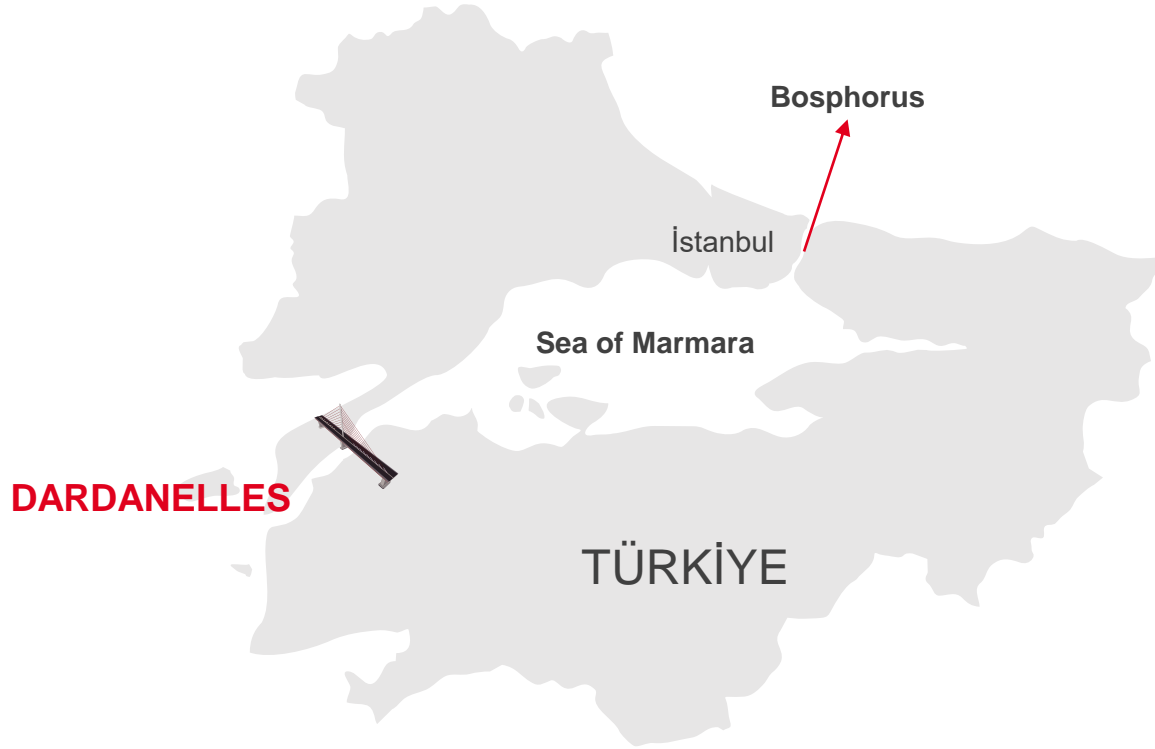 Bosphorus
İstanbul
Sea of Marmara
DARDANELLES
TÜRKİYE